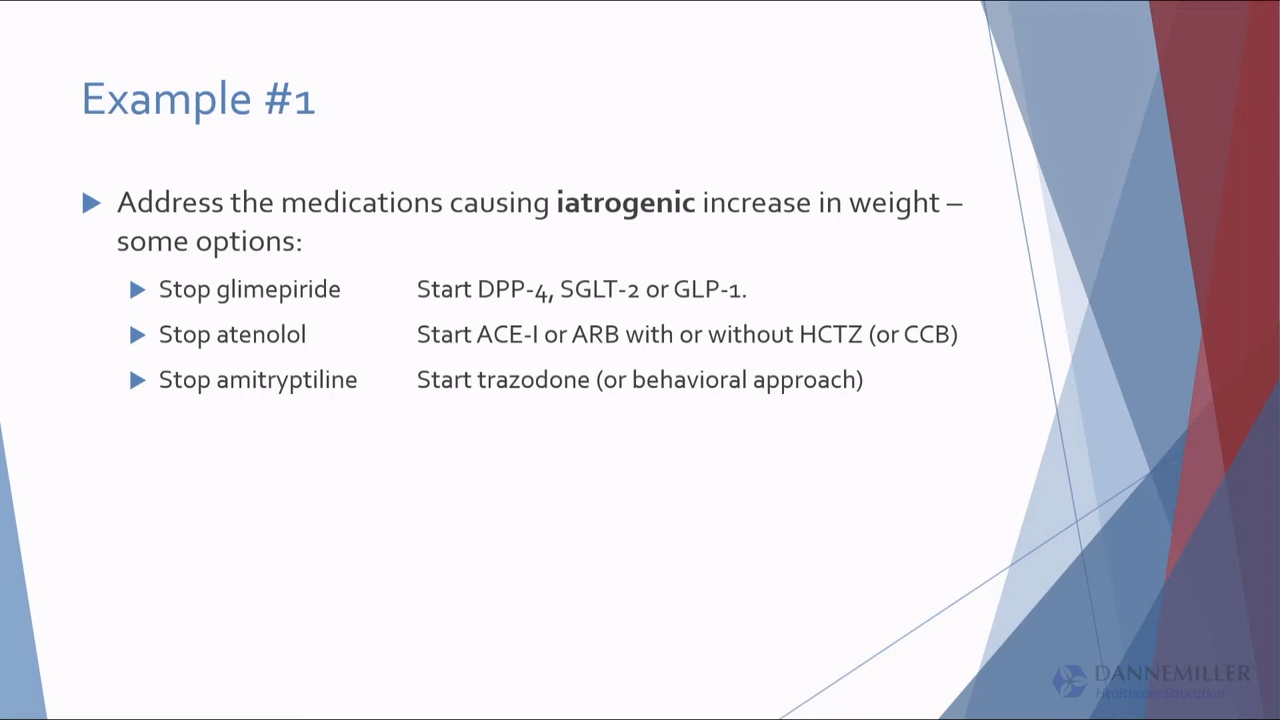 Example #1
Address the medications causing iatrogenic increase in weight –
some options:
Stop glimepiride Start DPP-4, SGLT-2 or GLP-1.
Stop atenolol Start ACE-I or ARB with or without HCTZ (or CCB)
Stop amitryptiline Start trazodone (or behavioral approach)
DANNEMILLER
Healthcare Education